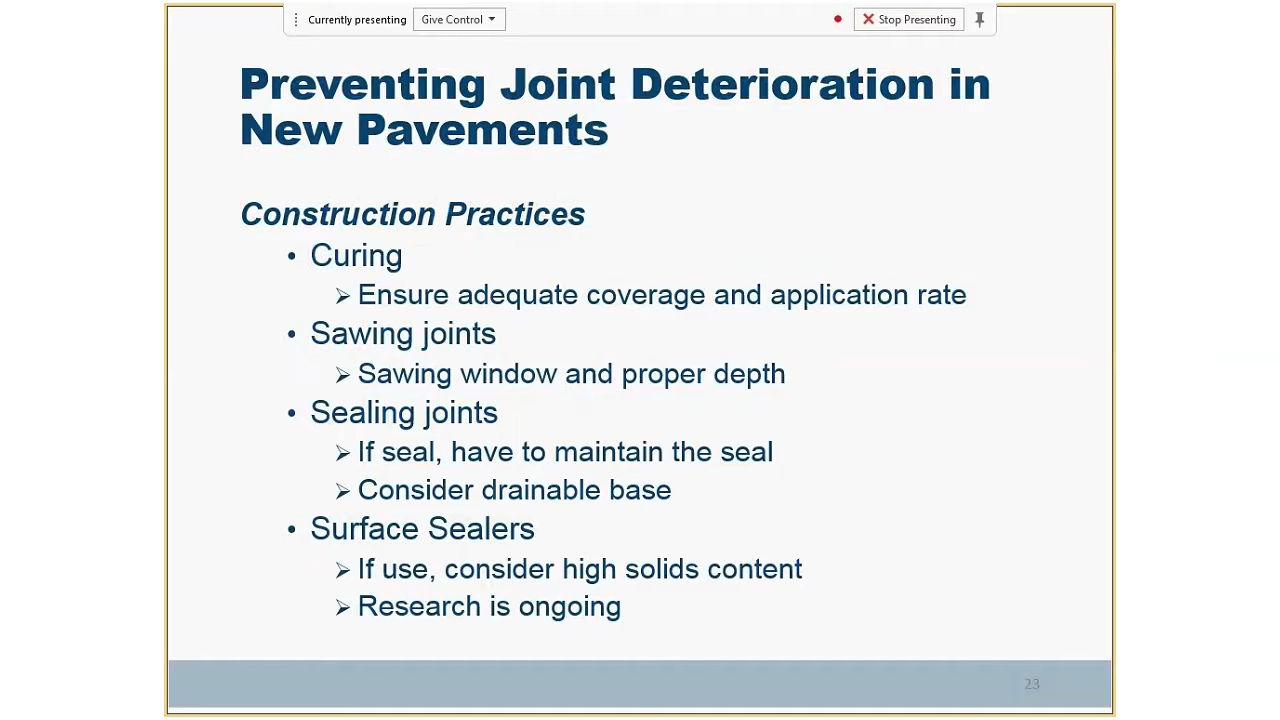 Currently presenting Give Control Stop Presenting
Preventing Joint Deterioration in
New Pavements
Construction Practices
• Curing
➢ Ensure adequate coverage and application rate
• Sawing joints
➢ Sawing window and proper depth
• Sealing joints
➢ If seal, have to maintain the seal
➢ Consider drainable base
• Surface Sealers
➢ If use, consider high solids content
➢ Research is ongoing
23